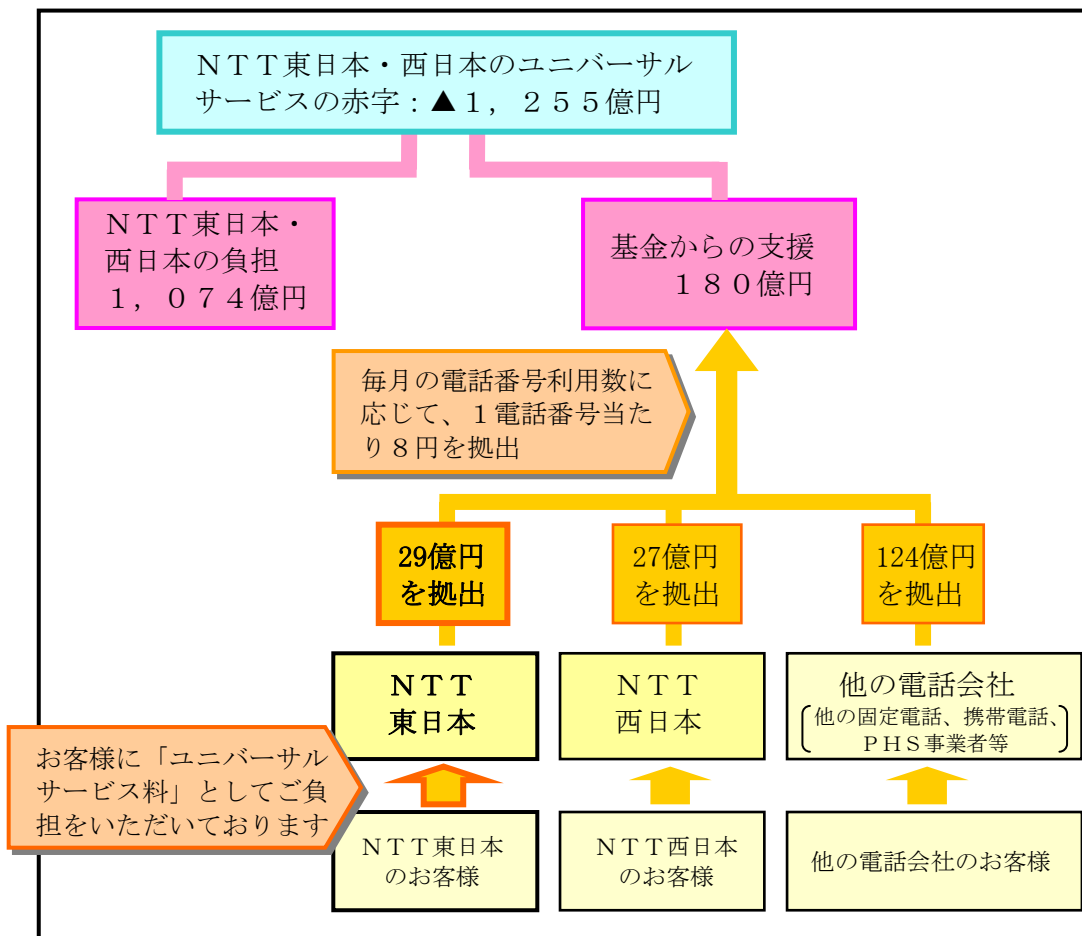 ＮＴＴ東日本・西日本のユニバーサル
サービスの赤字：▲１，２５５億円
ＮＴＴ東日本・
西日本の負担
１，０７４億円
基金からの支援
１８０億円
毎月の電話番号利用数に
応じて、１電話番号当た
り８円を拠出
29億円
を拠出
27億円
を拠出
124億円
を拠出
ＮＴＴ
東日本
ＮＴＴ
西日本
他の電話会社
他の固定電話、携帯電話、
ＰＨＳ事業者等
お客様に「ユニバーサル
サービス料」としてご負
担をいただいております
ＮＴＴ東日本
のお客様
ＮＴＴ西日本
のお客様
他の電話会社のお客様